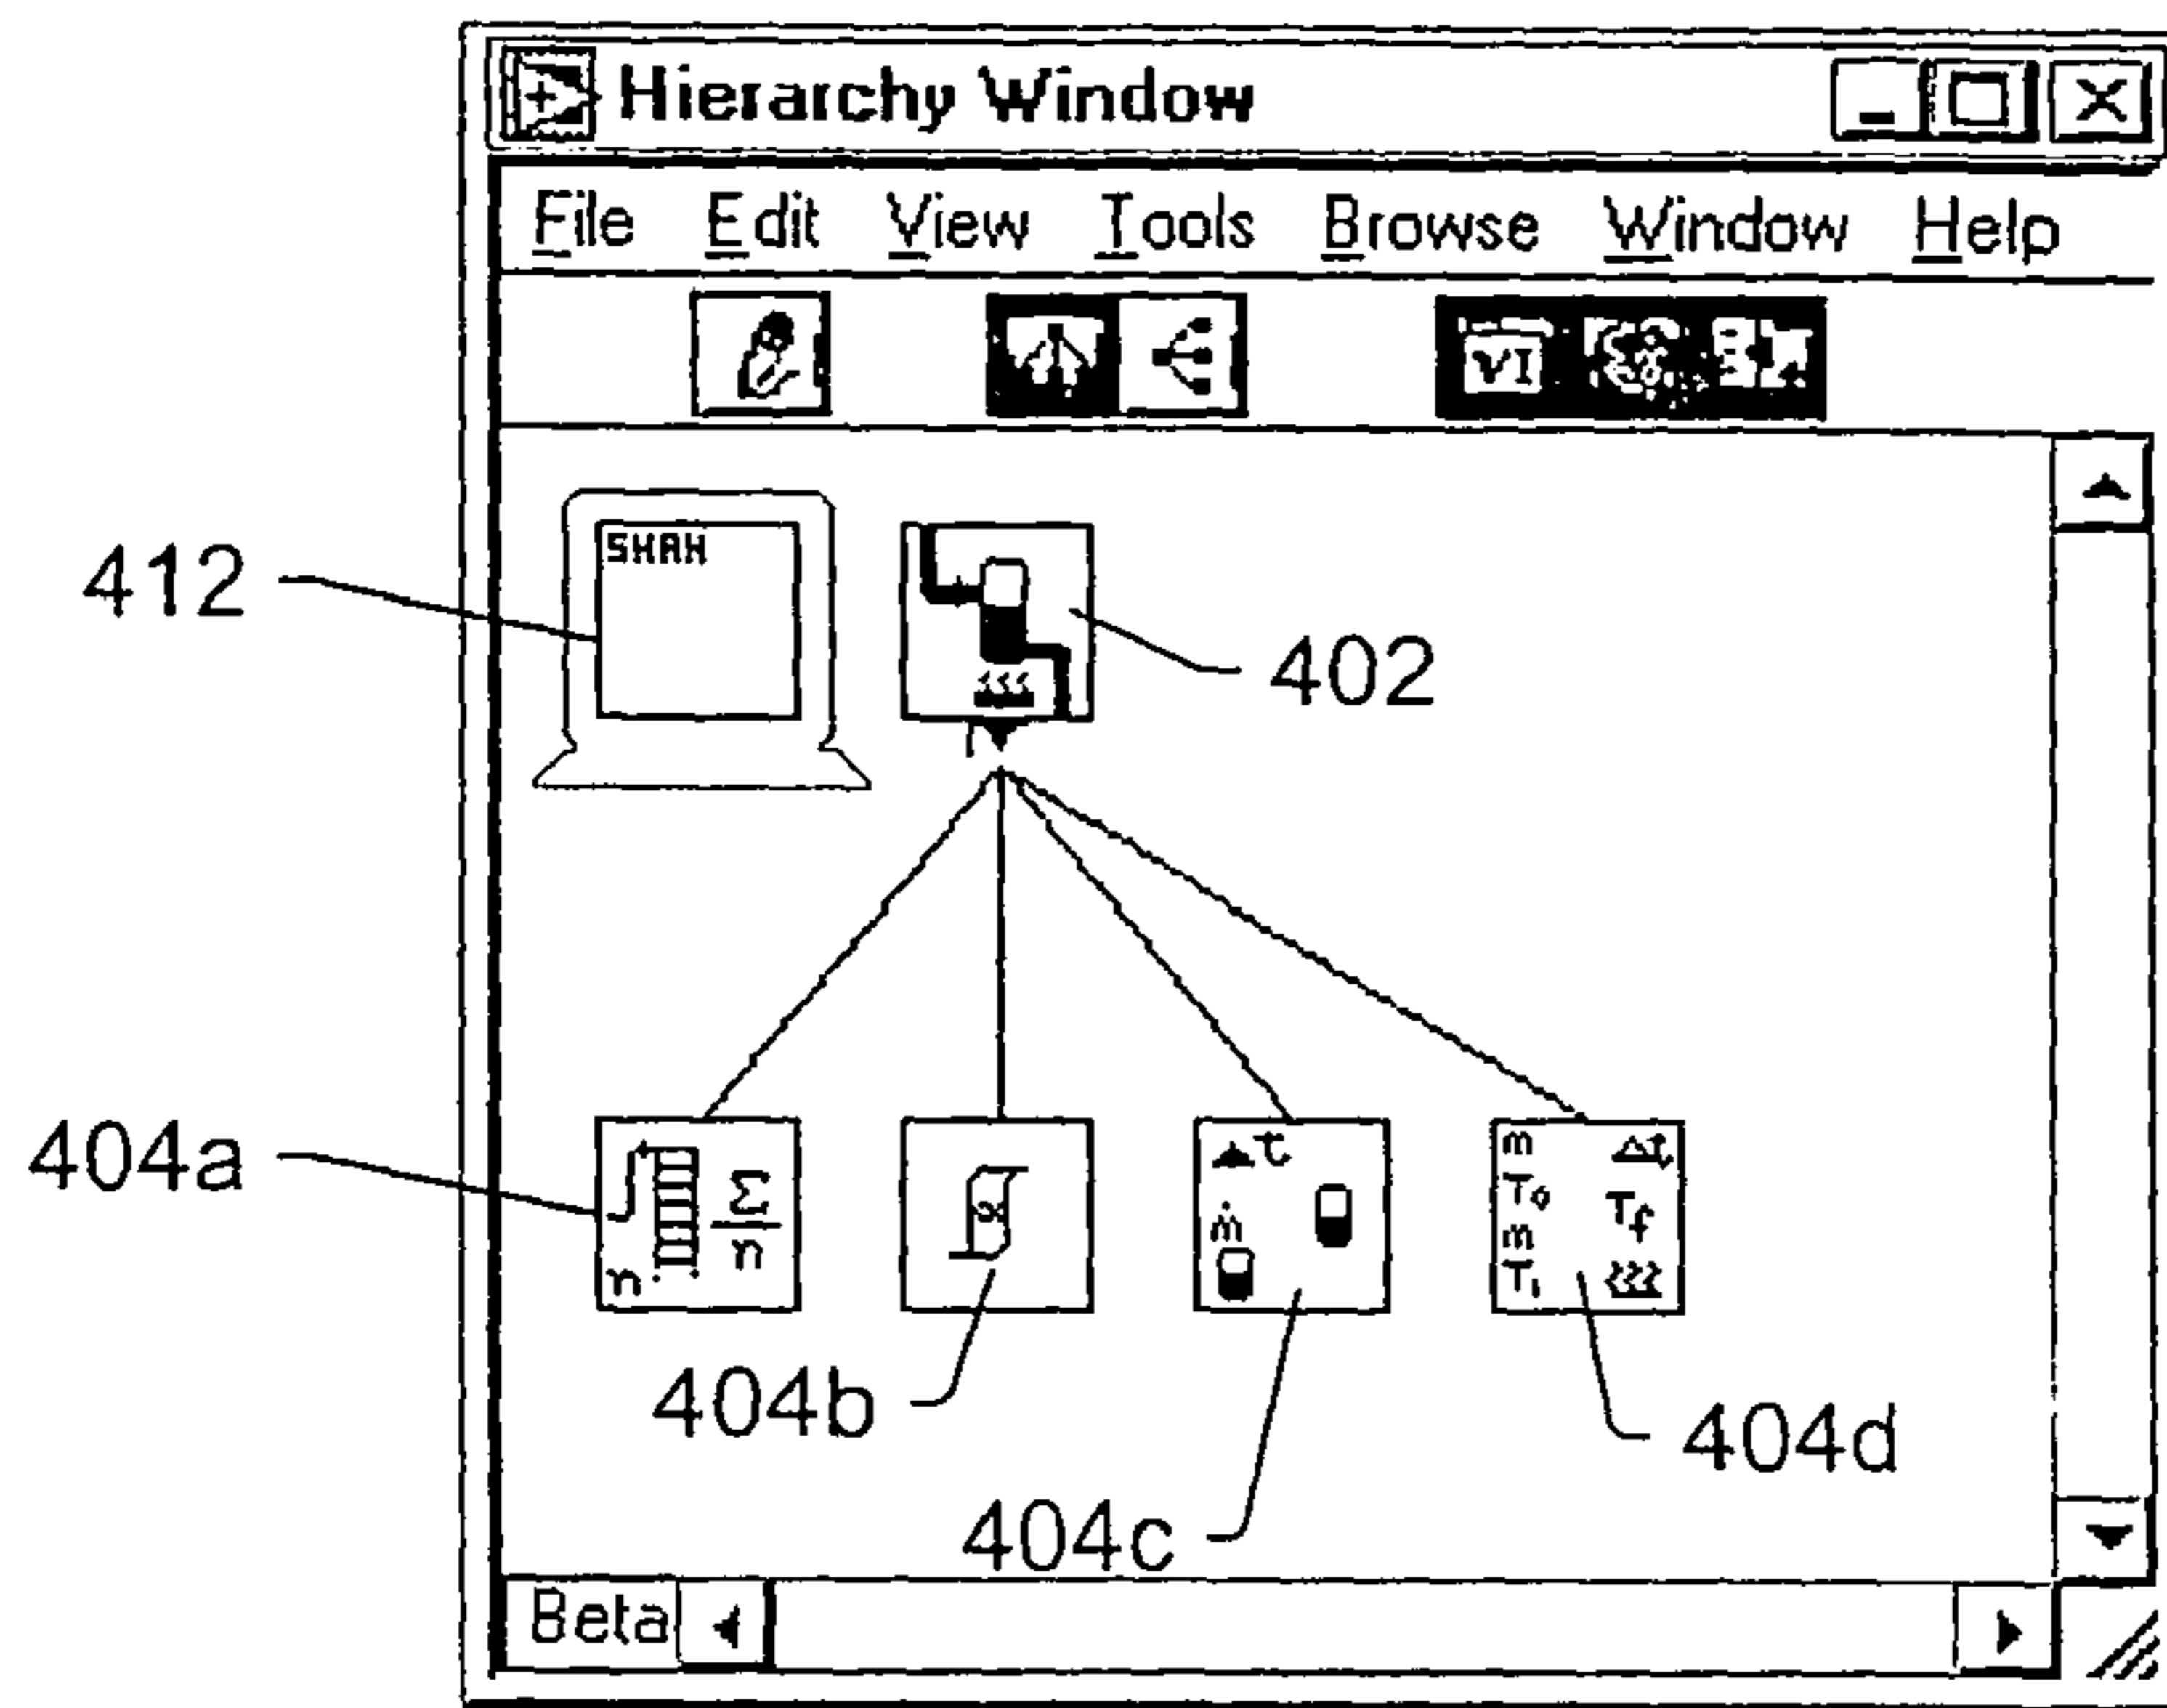 Hierarchy Window
File Edit View Tools Browse Window Help
VI
SHAH
412
402
404a
Σ
n
n
404b
t
ṁ
404c
m Δt
T₀ T_f
m
T₁
404d
Beta